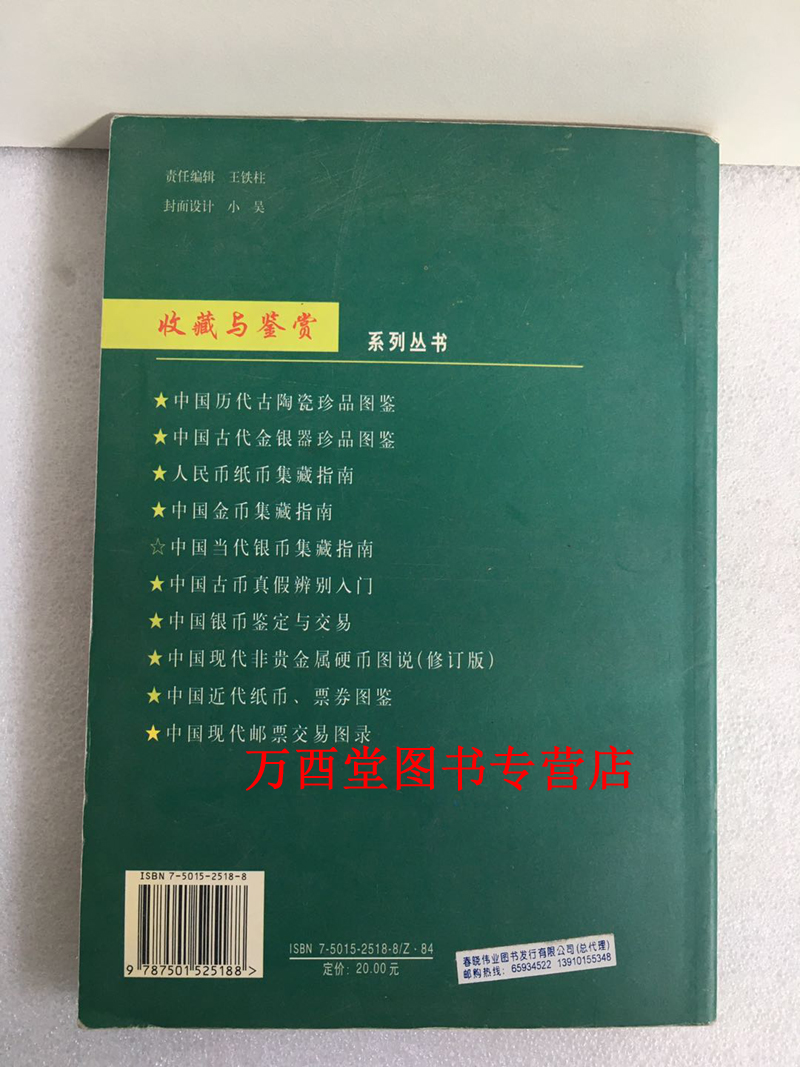 责任编辑 王铁柱
封面设计 小 吴
收藏与鉴赏 系列丛书
★中国历代古陶瓷珍品图鉴
★中国古代金银器珍品图鉴
★人民币纸币集藏指南
★中国金币集藏指南
☆中国当代银币集藏指南
★中国古币真假辨别入门
★中国银币鉴定与交易
★中国现代非贵金属硬币图说(修订版)
★中国近代纸币、票券图鉴
★中国现代邮票交易图录
万酉堂图书专营店
ISBN 7-5015-2518-8
9 787501 525188 >
ISBN 7-5015-2518-8/Z·84
定价: 20.00元
春晓伟业图书发行有限公司(总代理)
邮购热线: 65934522 13910155348